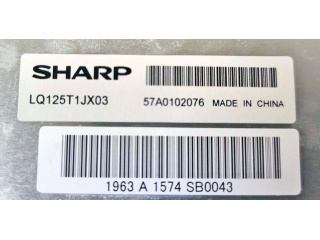 SHARP
LQ125T1JX03 57A0102076 MADE IN CHINA
1963 A 1574 SB0043